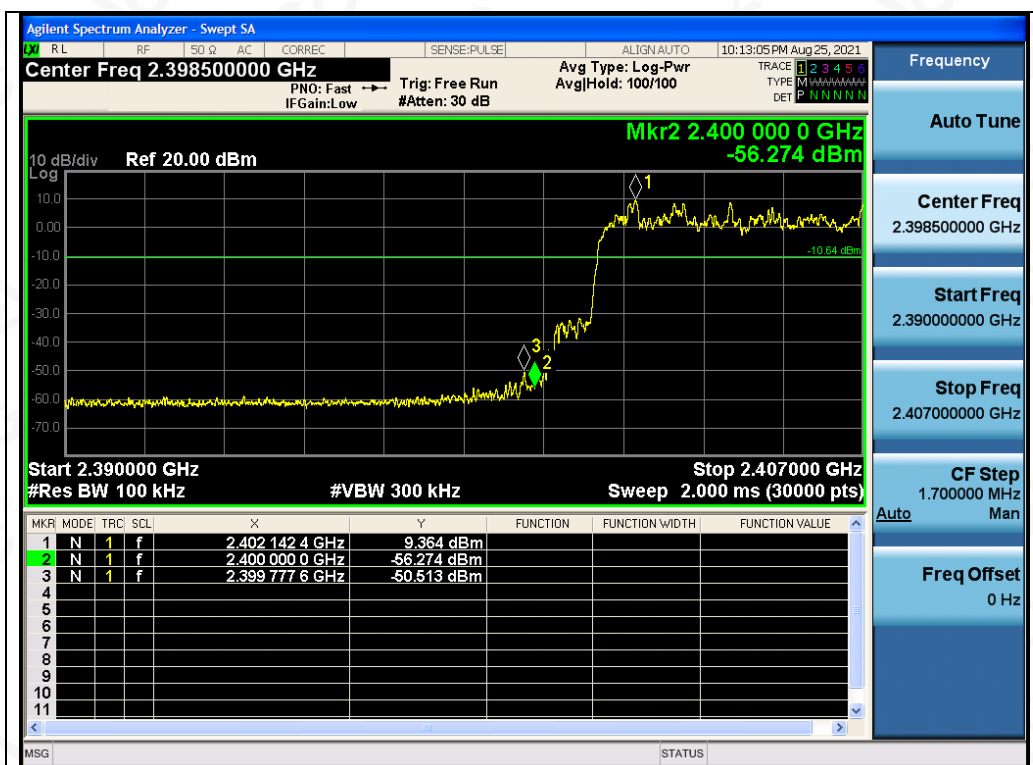 Agilent Spectrum Analyzer - Swept SA
LXI RL RF 50 Ω AC CORREC SENSE:PULSE ALIGN AUTO 10:13:05 PM Aug 25, 2021
Center Freq 2.398500000 GHz
PNO: Fast
IFGain:Low
Trig: Free Run
#Atten: 30 dB
Avg Type: Log-Pwr
Avg|Hold: 100/100
TRACE 1 2 3 4 5 6
TYPE M W W W W W
DET P N N N N N
Mkr2 2.400 000 0 GHz
-56.274 dBm
10 dB/div Ref 20.00 dBm
Log
10.0
0.00
-10.0
-20.0
-30.0
-40.0
-50.0
-60.0
-70.0
1
-10.64 dBm
3
2
Start 2.390000 GHz Stop 2.407000 GHz
#Res BW 100 kHz #VBW 300 kHz Sweep 2.000 ms (30000 pts)
MKR MODE TRC SCL X Y FUNCTION FUNCTION WIDTH FUNCTION VALUE
1 N 1 f 2.402 142 4 GHz 9.364 dBm
2 N 1 f 2.400 000 0 GHz -56.274 dBm
3 N 1 f 2.399 777 6 GHz -50.513 dBm
4
5
6
7
8
9
10
11
MSG STATUS
Frequency
Auto Tune
Center Freq
2.398500000 GHz
Start Freq
2.390000000 GHz
Stop Freq
2.407000000 GHz
CF Step
1.700000 MHz
Auto Man
Freq Offset
0 Hz